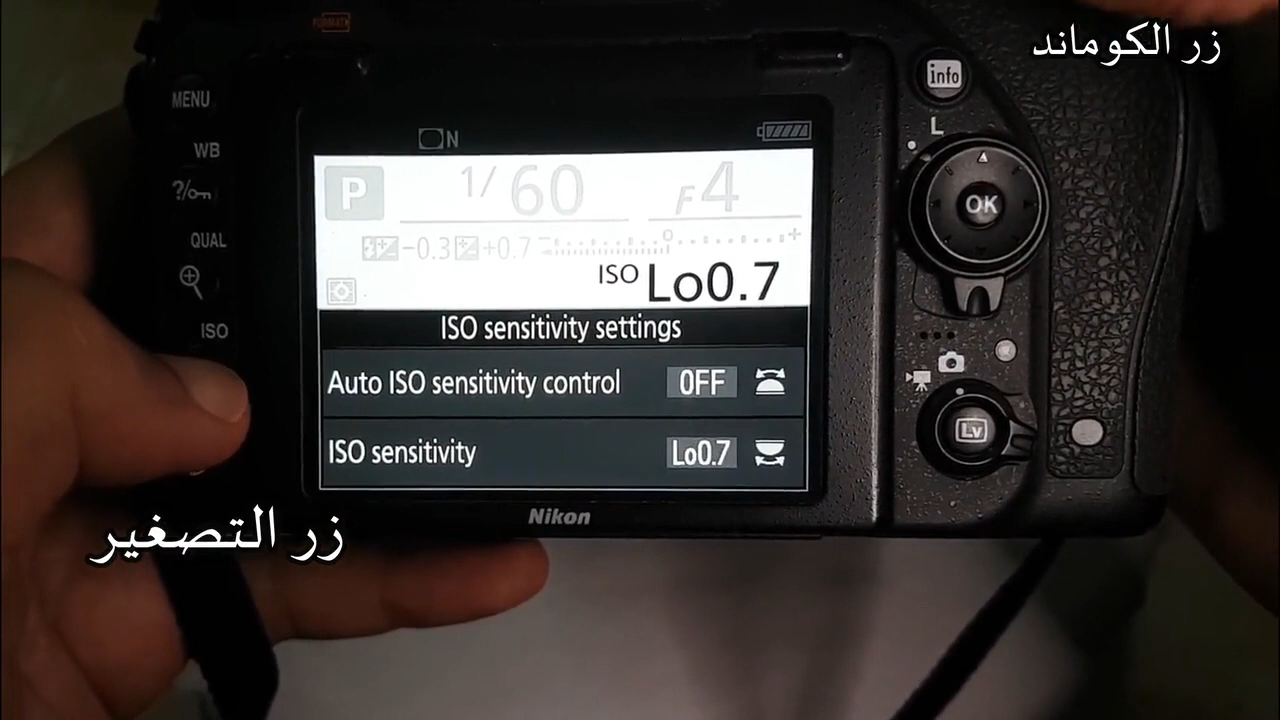 زر الكوماند
FORMAT
MENU
WB
?
QUAL
ISO
info
L
OK
Lv
N
P 1/60 F4
−0.3 +0.7
ISO Lo0.7
ISO sensitivity settings
Auto ISO sensitivity control OFF
ISO sensitivity Lo0.7
Nikon
زر التصغير